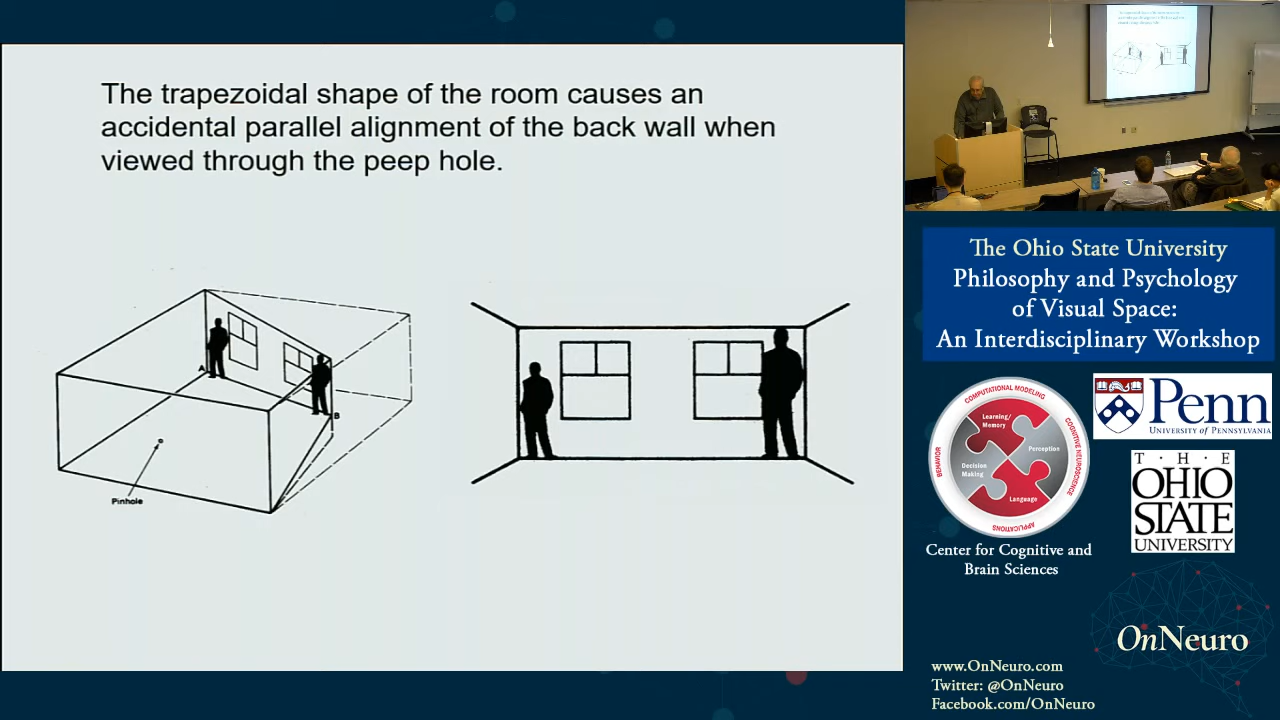 The trapezoidal shape of the room causes an
accidental parallel alignment of the back wall when
viewed through the peep hole.
A
B
Pinhole
The Ohio State University
Philosophy and Psychology
of Visual Space:
An Interdisciplinary Workshop
COMPUTATIONAL MODELING
COGNITIVE NEUROSCIENCE
APPLICATIONS
BEHAVIOR
Learning/
Memory
Perception
Decision
Making
Language
Center for Cognitive and
Brain Sciences
Penn
UNIVERSITY of PENNSYLVANIA
T · H · E
OHIO
STATE
UNIVERSITY
OnNeuro
www.OnNeuro.com
Twitter: @OnNeuro
Facebook.com/OnNeuro